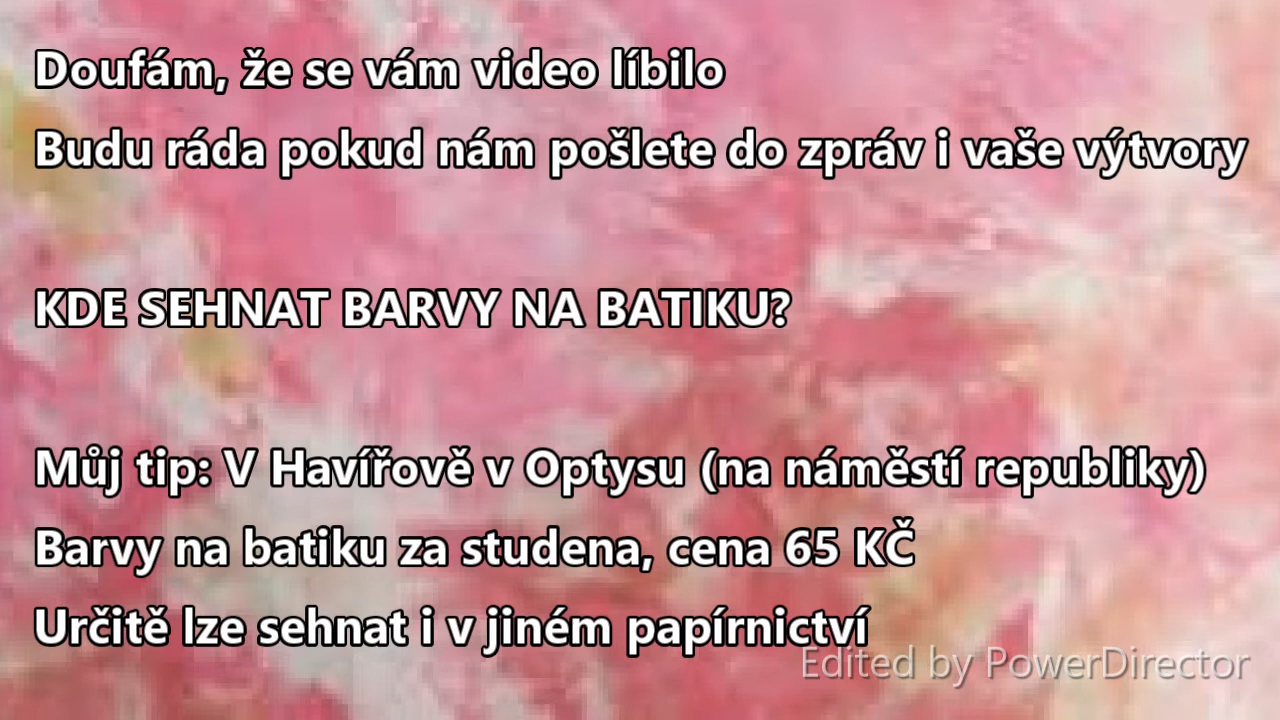 Doufám, že se vám video líbilo
Budu ráda pokud nám pošlete do zpráv i vaše výtvory
KDE SEHNAT BARVY NA BATIKU?
Můj tip: V Havířově v Optysu (na náměstí republiky)
Barvy na batiku za studena, cena 65 KČ
Určitě lze sehnat i v jiném papírnictví
Edited by PowerDirector